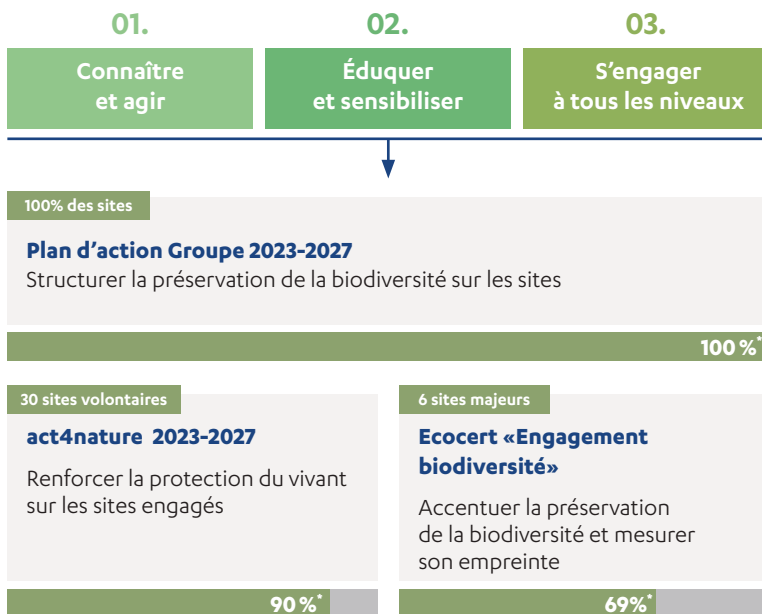 01.
Connaître
et agir
02.
Éduquer
et sensibiliser
03.
S’engager
à tous les niveaux
100% des sites
Plan d’action Groupe 2023-2027
Structurer la préservation de la biodiversité sur les sites
100 %*
30 sites volontaires
act4nature 2023-2027
Renforcer la protection du vivant
sur les sites engagés
90 %*
6 sites majeurs
Ecocert «Engagement
biodiversité»
Accentuer la préservation
de la biodiversité et mesurer
son empreinte
69%*